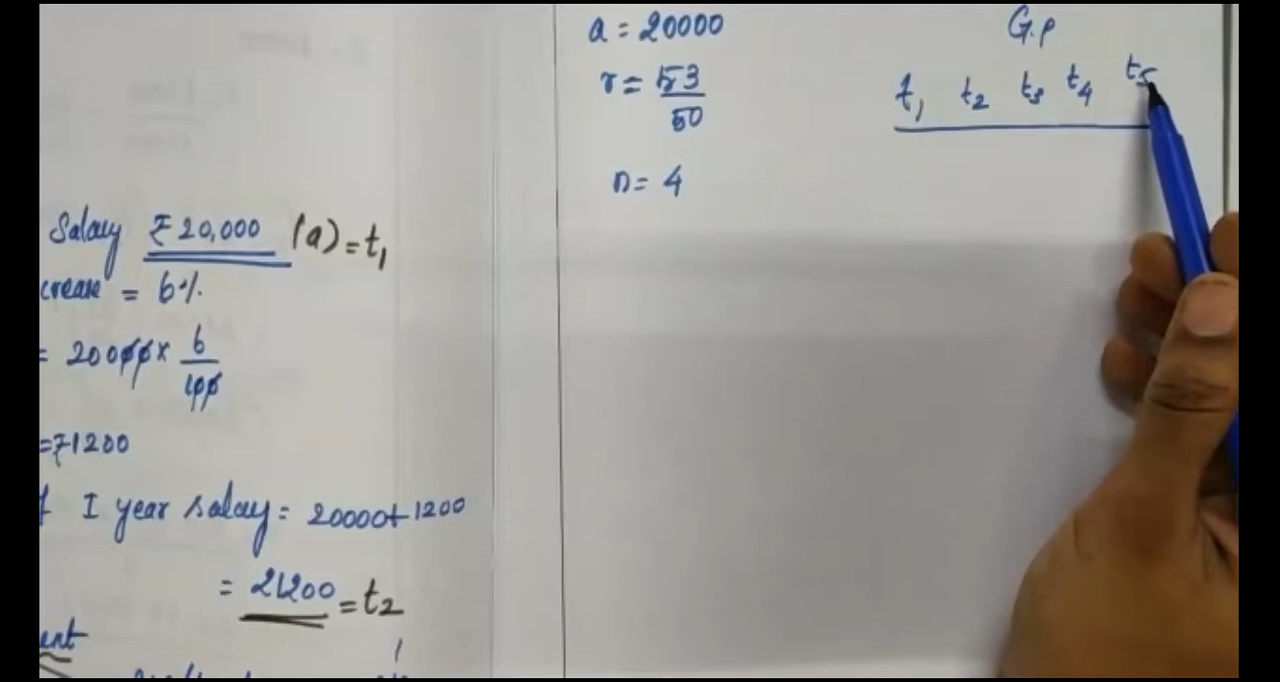 Salary ₹20,000 (a) = t1
crease = 6%
= 20000 × 6/100
= ₹1200
I year salary = 20000+1200
= 21200 = t2
ent
a = 20000
r = 53/50
n = 4
G.P
t1 t2 t3 t4 t5